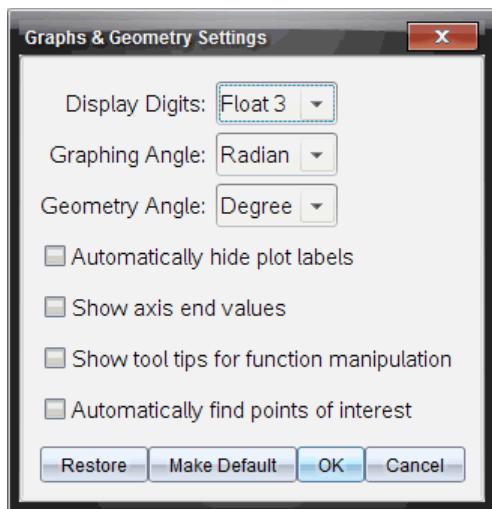 Graphs & Geometry Settings
x
Display Digits: Float 3
Graphing Angle: Radian
Geometry Angle: Degree
Automatically hide plot labels
Show axis end values
Show tool tips for function manipulation
Automatically find points of interest
Restore Make Default OK Cancel